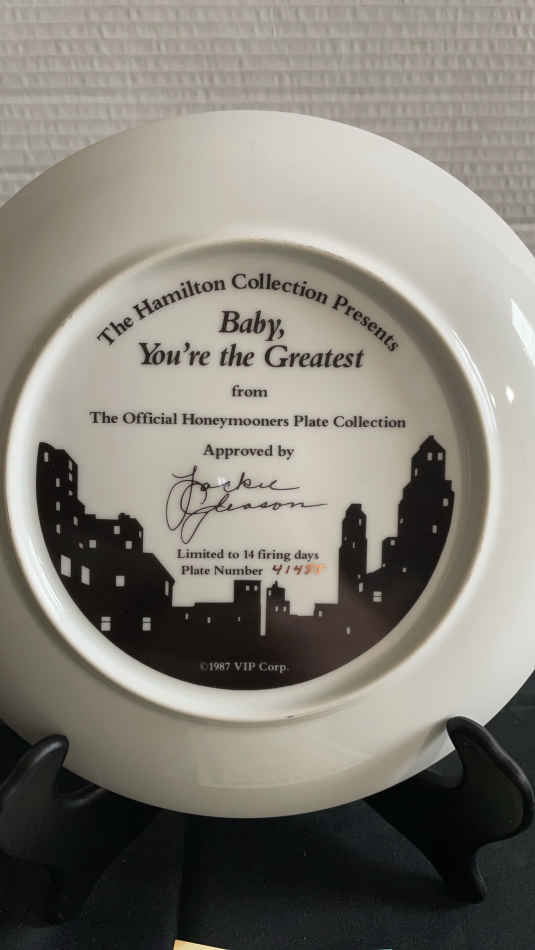 The Hamilton Collection Presents
Baby,
You're the Greatest
from
The Official Honeymooners Plate Collection
Approved by
Jackie
Gleason
Limited to 14 firing days
Plate Number
©1987 VIP Corp.